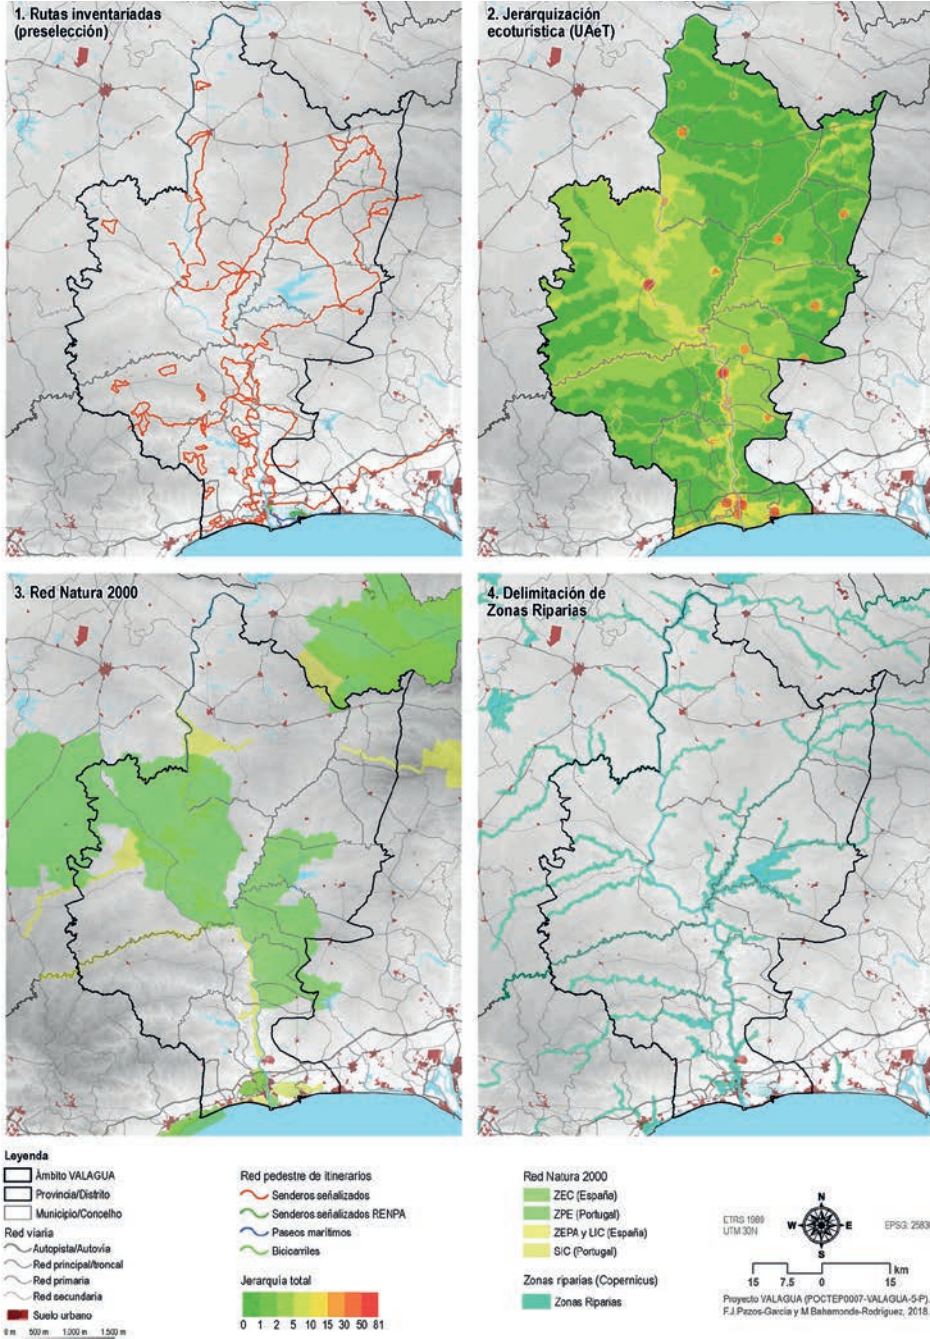 1. Rutas inventariadas
(preselección)
2. Jerarquización
ecoturística (UAeT)
3. Red Natura 2000
4. Delimitación de
Zonas Riparias
Leyenda
Ámbito VALAGUA
Provincia/Distrito
Municipio/Concelho
Red viaria
Autopista/Autovía
Red principal/troncal
Red primaria
Red secundaria
Suelo urbano
0 m 500 m 1.000 m 1.500 m
Red pedestre de itinerarios
Senderos señalizados
Senderos señalizados RENPA
Paseos marítimos
Bicicarriles
Jerarquía total
0 1 2 5 10 15 30 50 81
Red Natura 2000
ZEC (España)
ZPE (Portugal)
ZEPA y LIC (España)
SIC (Portugal)
Zonas riparias (Copernicus)
Zonas Riparias
ETRS 1989
UTM 30N
N
W
E
S
EPSG: 25830
km
15 7.5 0 15
Proyecto VALAGUA (POCTEP0007-VALAGUA-5-P).
F.J.Pazos-García y M.Bahamonde-Rodríguez, 2018.